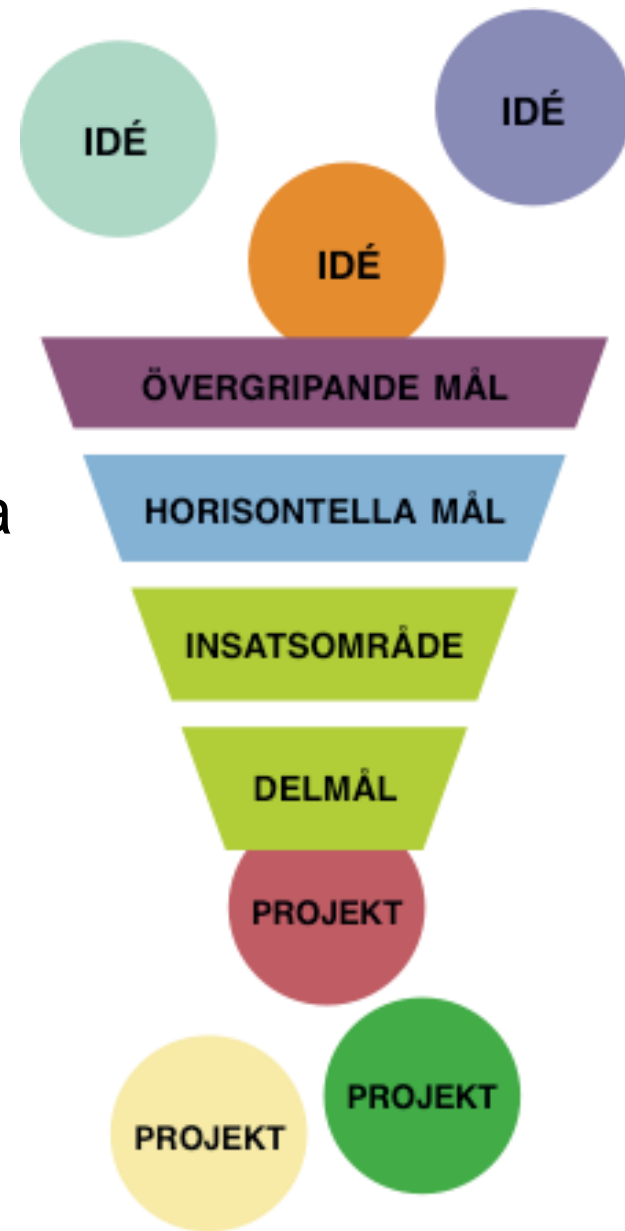 IDÉ
IDÉ
IDÉ
ÖVERGRIPANDE MÅL
HORISONTELLA MÅL
a
INSATSOMRÅDE
DELMÅL
PROJEKT
PROJEKT
PROJEKT